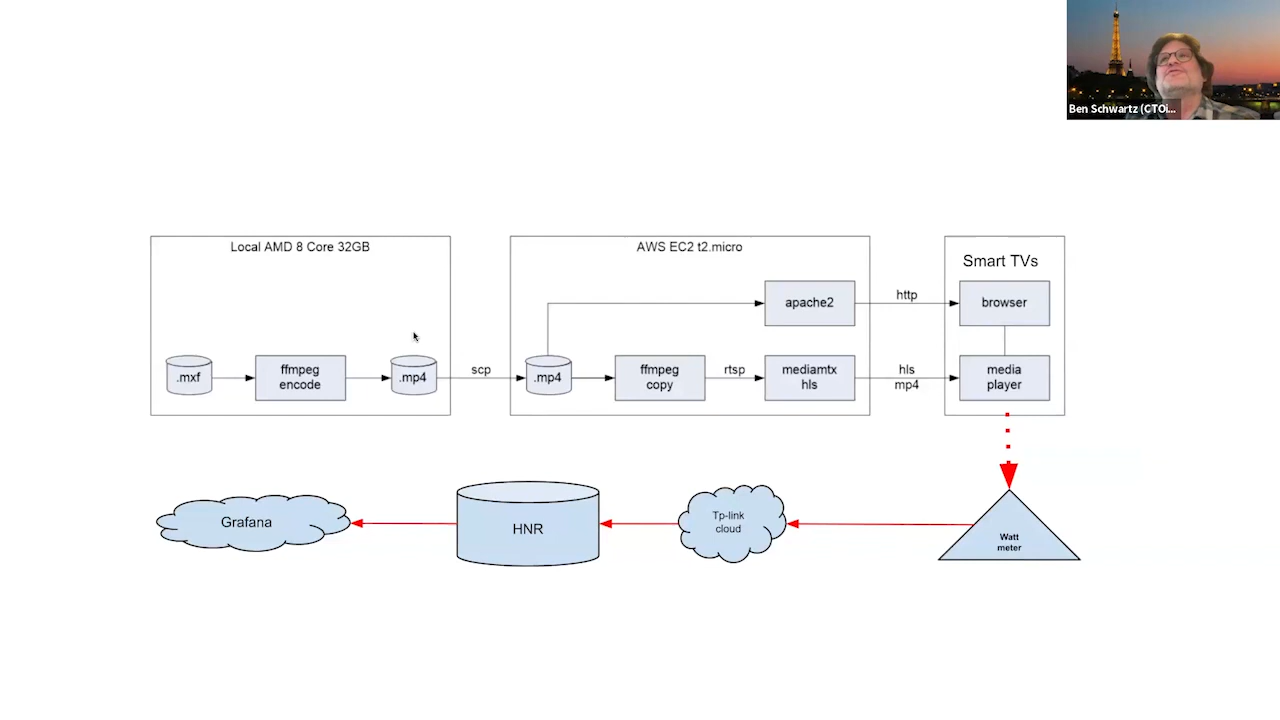 Ben Schwartz (CTOi...
Local AMD 8 Core 32GB
AWS EC2 t2.micro
Smart TVs
apache2
http
browser
.mxf
ffmpeg
encode
.mp4
scp
.mp4
ffmpeg
copy
rtsp
mediamtx
hls
hls
mp4
media
player
Grafana
HNR
Tp-link
cloud
Watt
meter